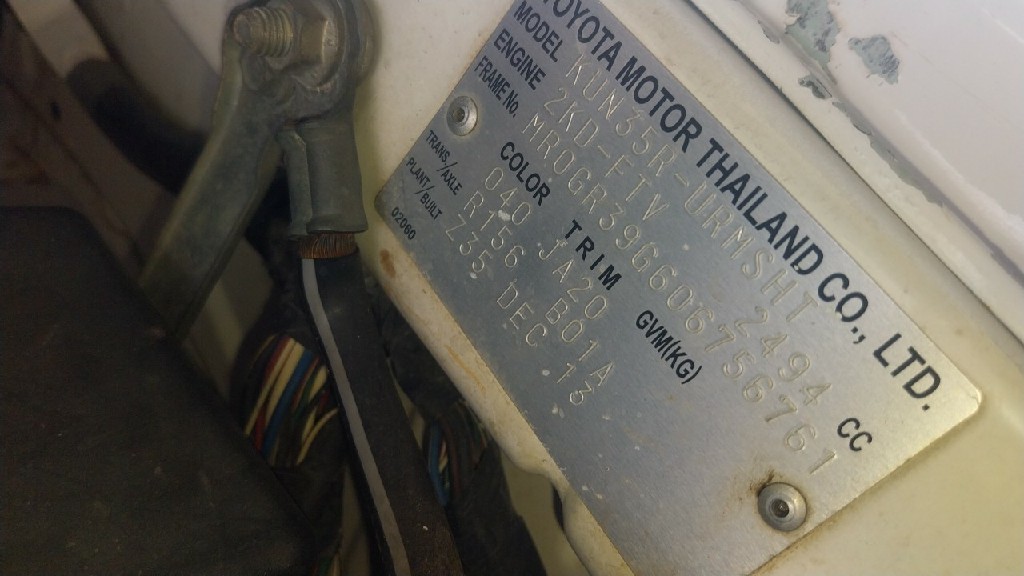 TOYOTA MOTOR THAILAND CO., LTD.
MODEL KUN35R-URMSHT
ENGINE 2KD-FTV 2494 CC
FRAME No. MR0GR39G606756761
COLOR TRIM GVM(KG)
040 JA20
TRANS/AXLE R156 B01A
PLANT/BUILT Z35 DEC 13
02060